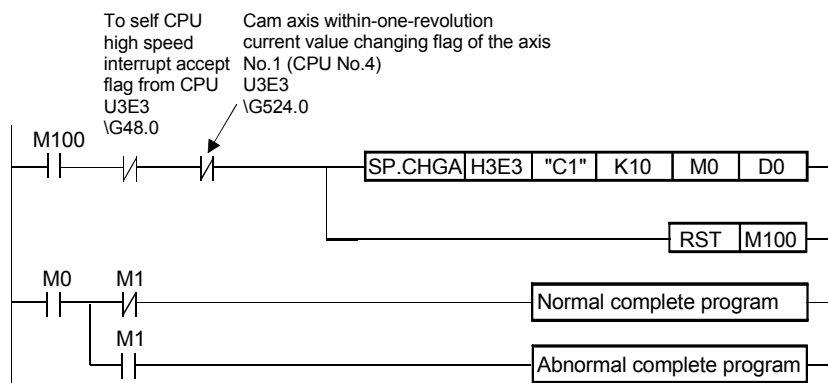 To self CPU
high speed
interrupt accept
flag from CPU
U3E3
\G48.0
Cam axis within-one-revolution
current value changing flag of the axis
No.1 (CPU No.4)
U3E3
\G524.0
M100
SP.CHGA H3E3 "C1" K10 M0 D0
RST M100
M0 M1
Normal complete program
M1
Abnormal complete program